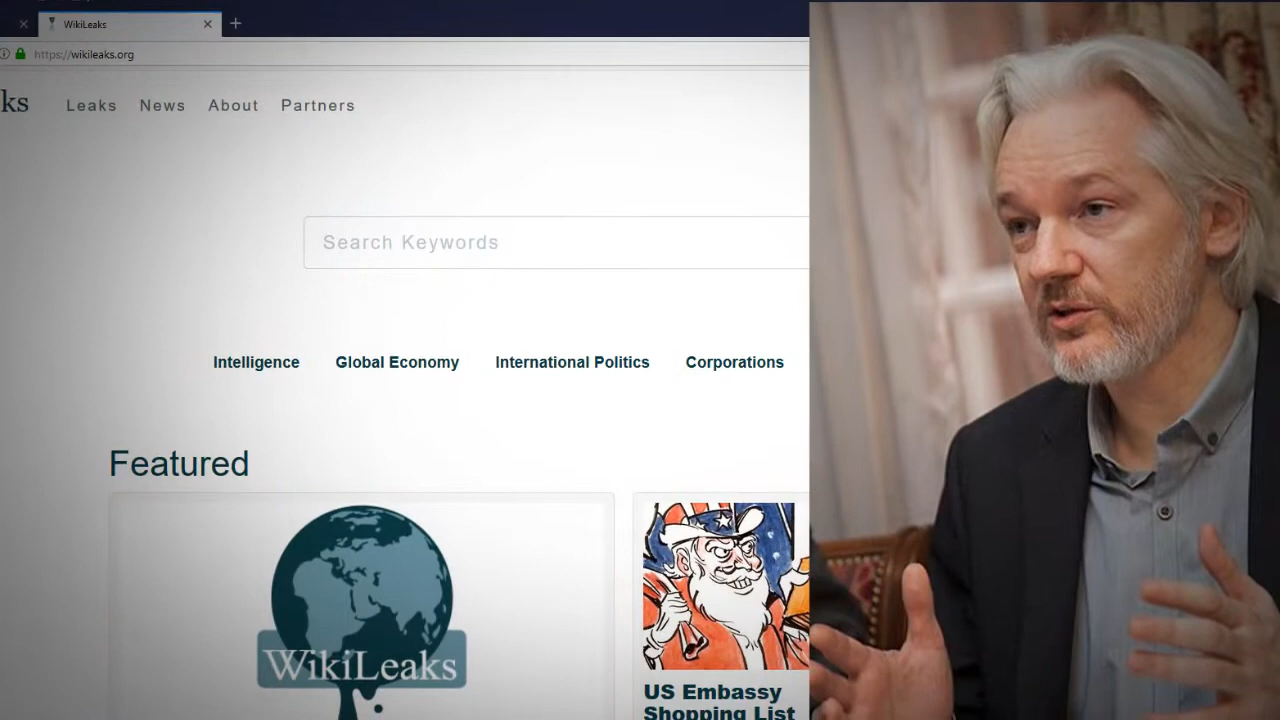 WikiLeaks
https://wikileaks.org
ks
Leaks News About Partners
Search Keywords
Intelligence Global Economy International Politics Corporations
Featured
WikiLeaks
US Embassy
Shopping List